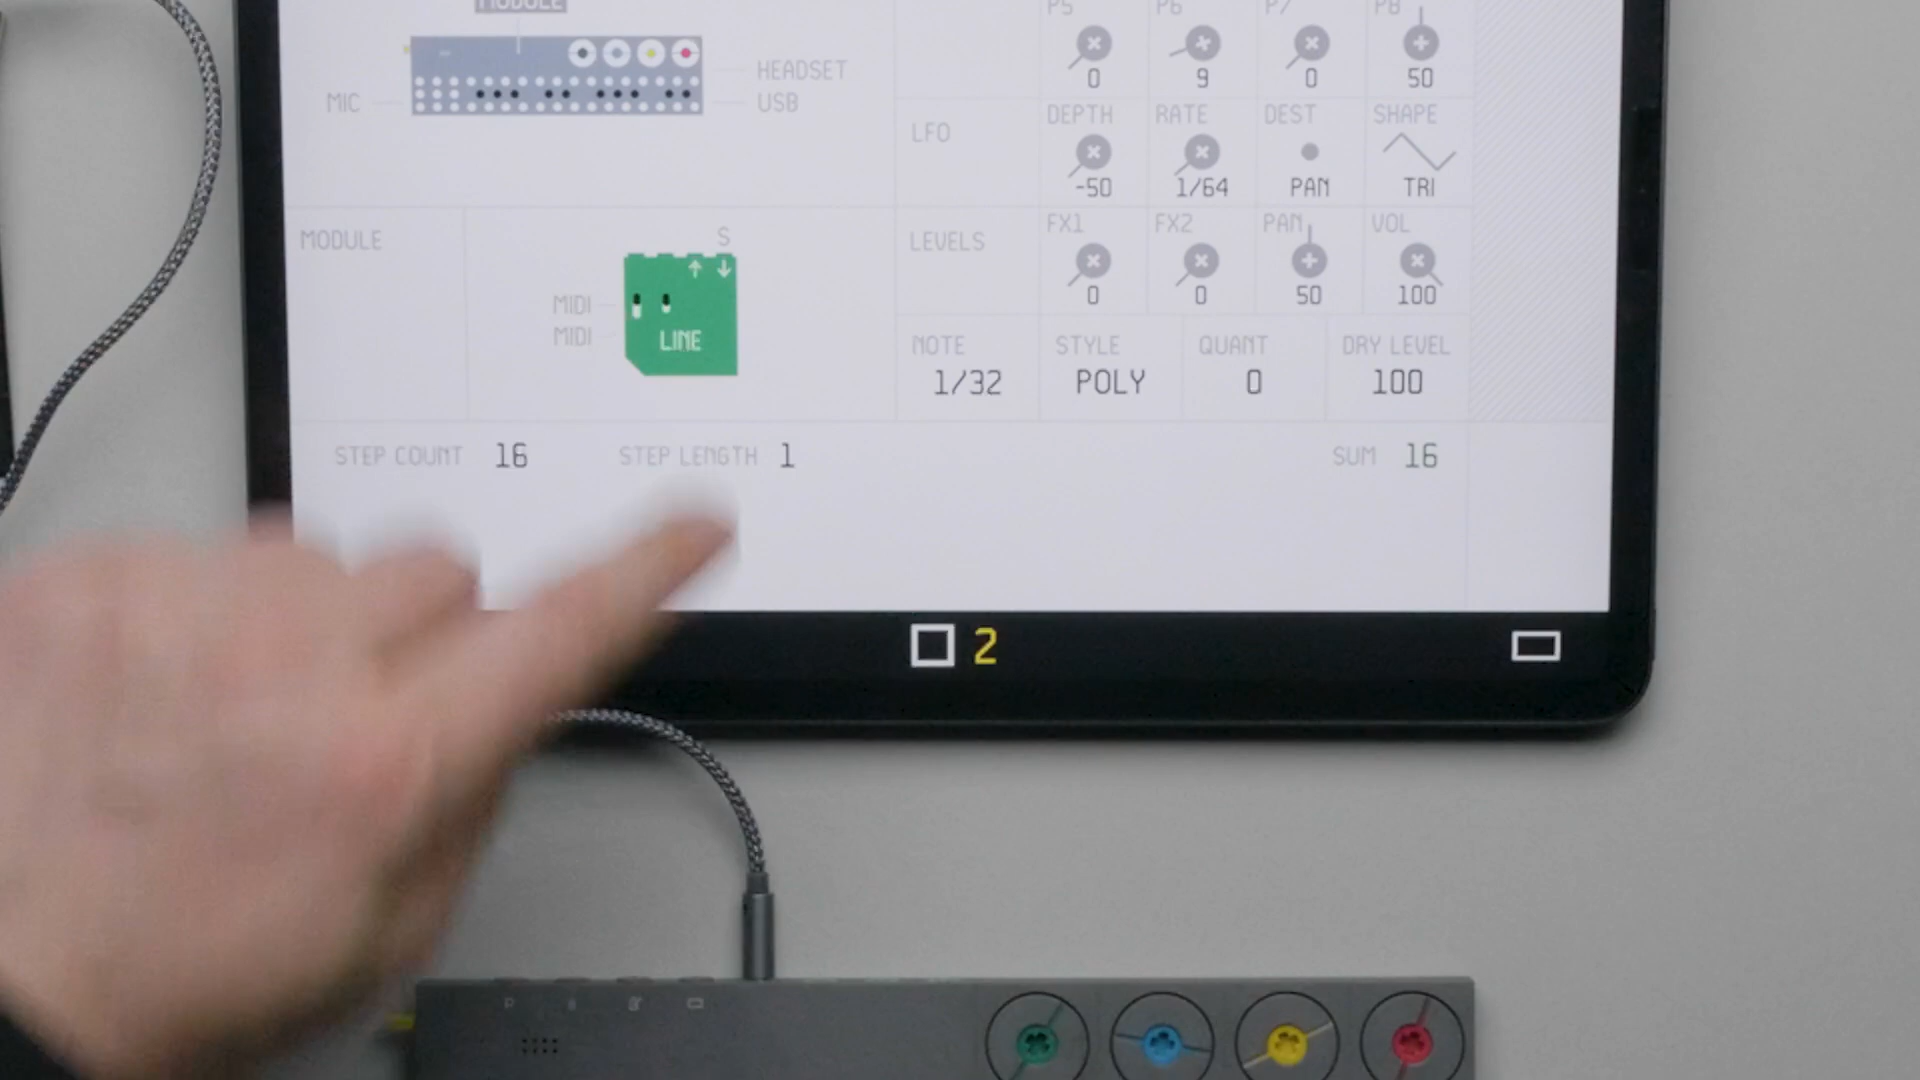 MODULE
P5 P6 P7 P8
HEADSET
0 9 0 50
MIC
USB
LFO
DEPTH RATE DEST SHAPE
-50 1/64 PAN TRI
MODULE
S
LEVELS
FX1 FX2 PAN VOL
MIDI
0 0 50 100
MIDI
LINE
NOTE STYLE QUANT DRY LEVEL
1/32 POLY 0 100
STEP COUNT 16 STEP LENGTH 1 SUM 16
2